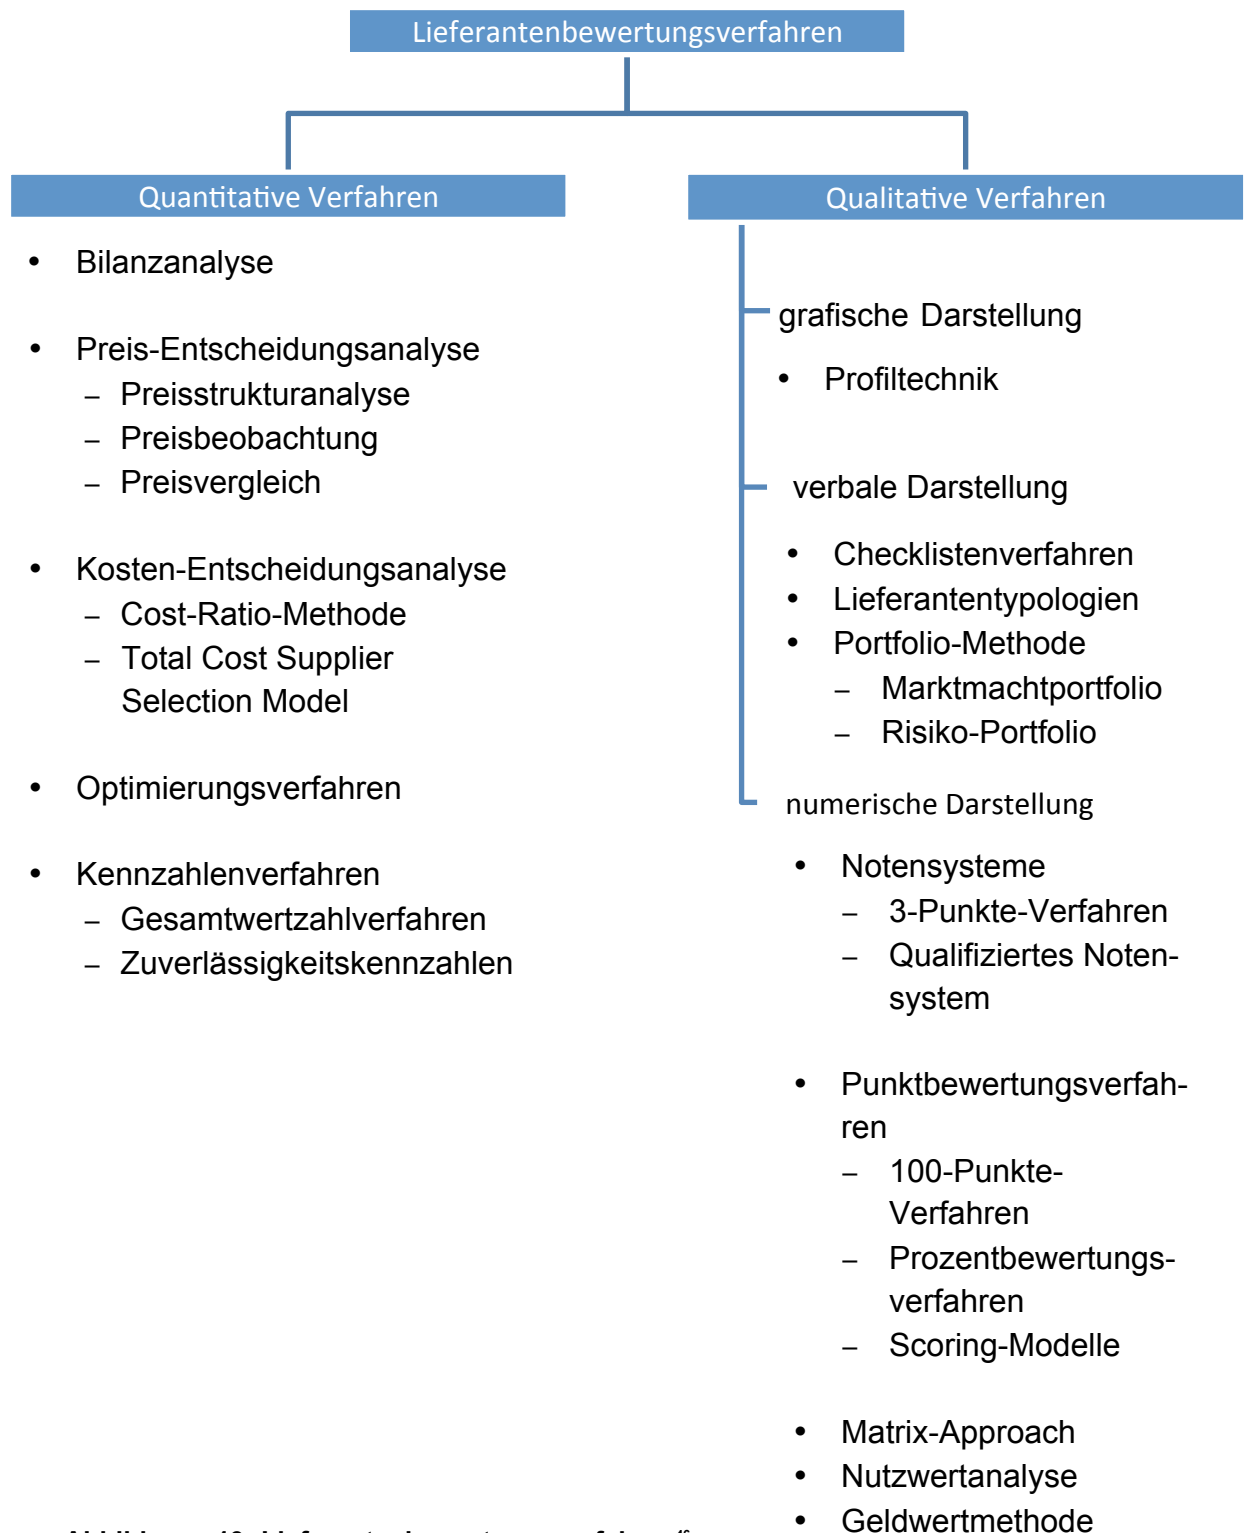 Lieferantenbewertungsverfahren
Quantitative Verfahren
• Bilanzanalyse
• Preis-Entscheidungsanalyse
– Preisstrukturanalyse
– Preisbeobachtung
– Preisvergleich
• Kosten-Entscheidungsanalyse
– Cost-Ratio-Methode
– Total Cost Supplier
Selection Model
• Optimierungsverfahren
• Kennzahlenverfahren
– Gesamtwertzahlverfahren
– Zuverlässigkeitskennzahlen
Qualitative Verfahren
grafische Darstellung
• Profiltechnik
verbale Darstellung
• Checklistenverfahren
• Lieferantentypologien
• Portfolio-Methode
– Marktmachtportfolio
– Risiko-Portfolio
numerische Darstellung
• Notensysteme
– 3-Punkte-Verfahren
– Qualifiziertes Noten-
system
• Punktbewertungsverfah-
ren
– 100-Punkte-
Verfahren
– Prozentbewertungs-
verfahren
– Scoring-Modelle
• Matrix-Approach
• Nutzwertanalyse
• Geldwertmethode